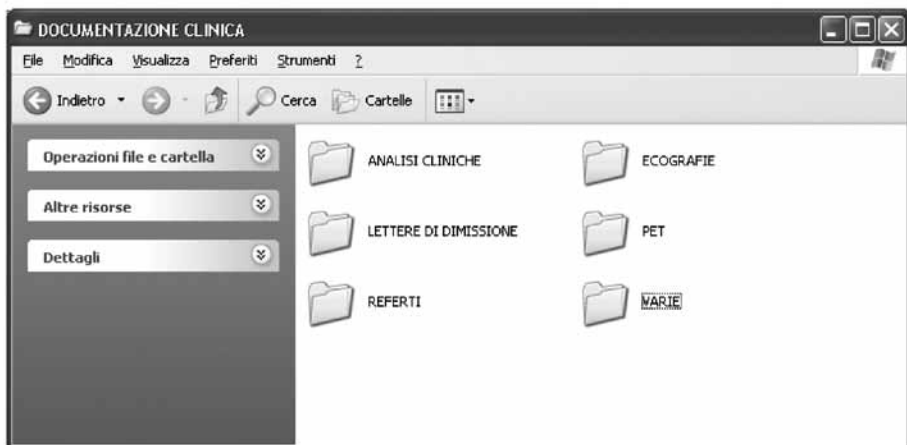 DOCUMENTAZIONE CLINICA
File Modifica Visualizza Preferiti Strumenti ?
Indietro Cerca Cartelle
Operazioni file e cartella
Altre risorse
Dettagli
ANALISI CLINICHE ECOGRAFIE
LETTERE DI DIMISSIONE PET
REFERTI VARIE